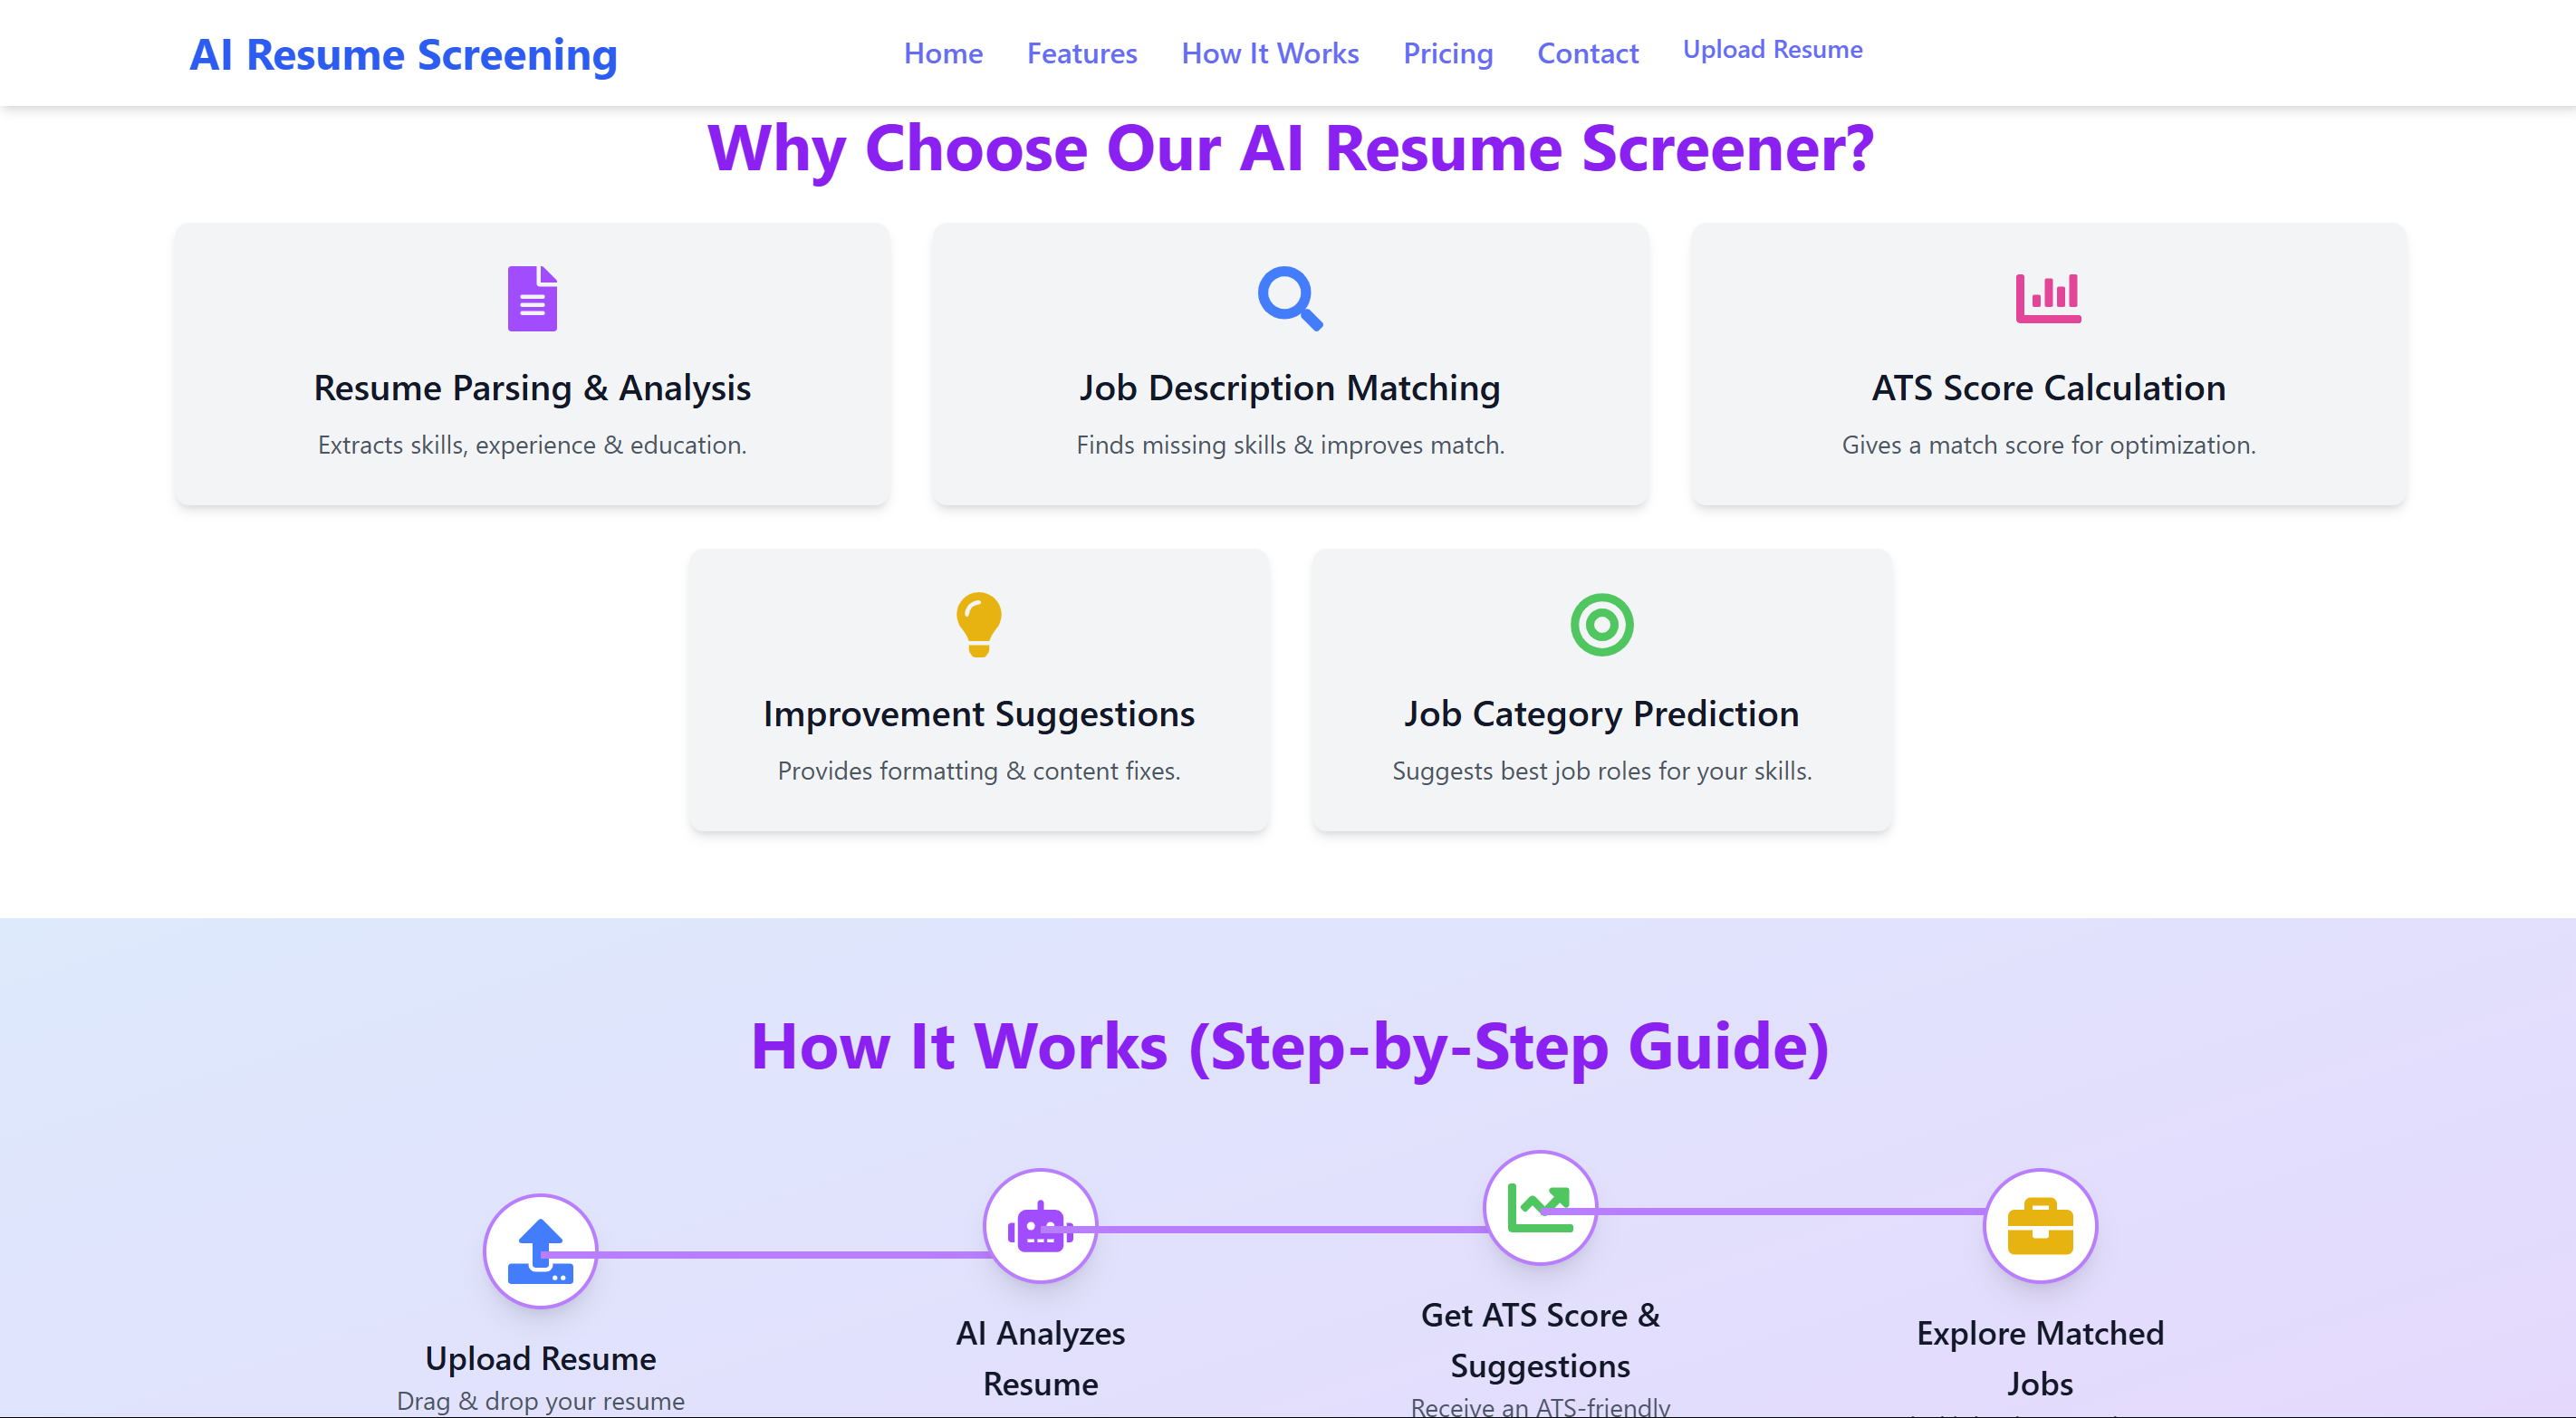 AI Resume Screening
Home
Features
How It Works
Pricing
Contact
Upload Resume
Why Choose Our AI Resume Screener?
Resume Parsing & Analysis
Extracts skills, experience & education.
Job Description Matching
Finds missing skills & improves match.
ATS Score Calculation
Gives a match score for optimization.
Improvement Suggestions
Provides formatting & content fixes.
Job Category Prediction
Suggests best job roles for your skills.
How It Works (Step-by-Step Guide)
Upload Resume
Drag & drop your resume
AI Analyzes
Resume
Get ATS Score &
Suggestions
Receive an ATS-friendly
Explore Matched
Jobs